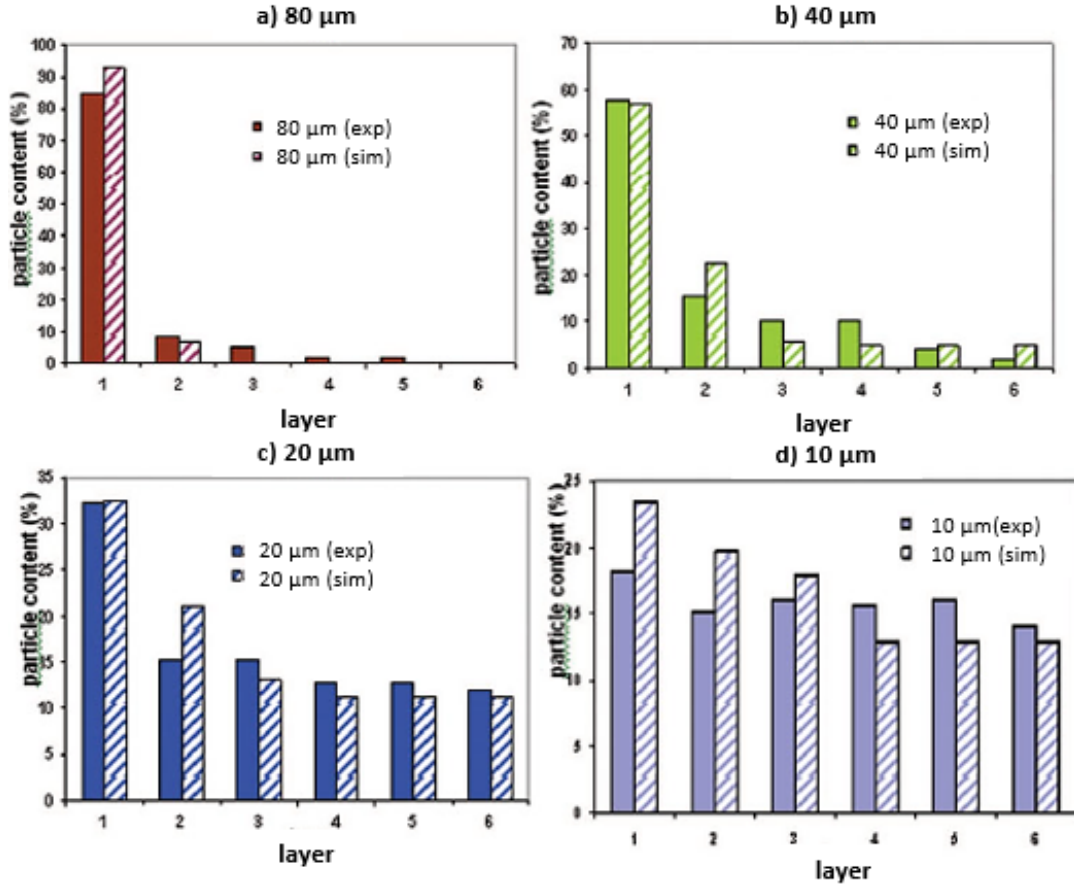 a) 80 µm
100
90
80
70
60
50
40
30
20
10
0
particle content (%)
80 µm (exp)
80 µm (sim)
1 2 3 4 5 6
layer
b) 40 µm
70
60
50
40
30
20
10
0
particle content (%)
40 µm (exp)
40 µm (sim)
1 2 3 4 5 6
layer
c) 20 µm
35
30
25
20
15
10
5
0
particle content (%)
20 µm (exp)
20 µm (sim)
1 2 3 4 5 6
layer
d) 10 µm
25
20
15
10
5
0
particle content (%)
10 µm(exp)
10 µm (sim)
1 2 3 4 5 6
layer